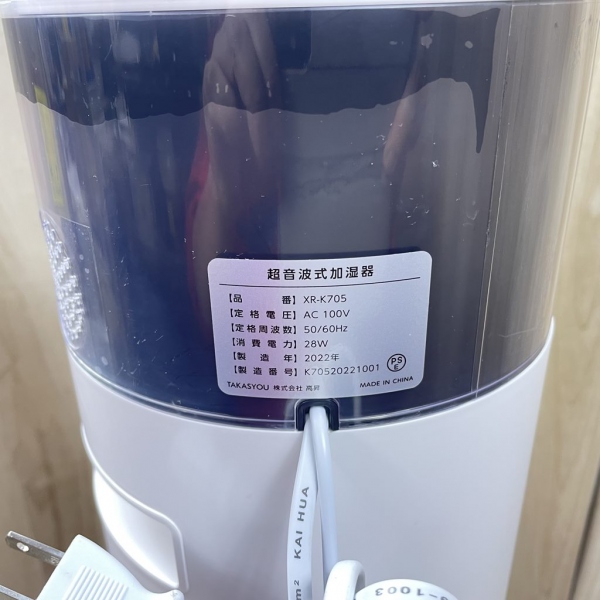 超音波式加湿器
【品 番】 XR-K705
【定格電圧】 AC 100V
【定格周波数】 50/60Hz
【消費電力】 28W
【製造年】 2022年
【製造番号】 K70520221001
PS E
TAKASYOU 株式会社 高昇 MADE IN CHINA
KAI HUA
m²
-1003